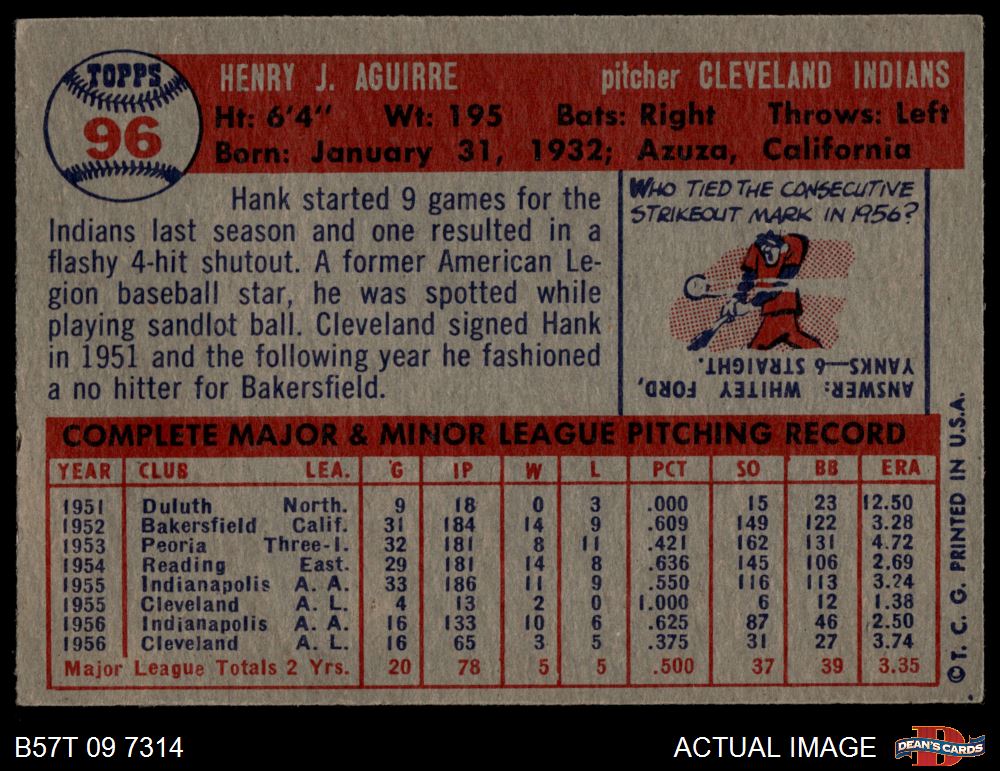 TOPPS
96
HENRY J. AGUIRRE pitcher CLEVELAND INDIANS
Ht: 6'4" Wt: 195 Bats: Right Throws: Left
Born: January 31, 1932; Azuza, California
Hank started 9 games for the
Indians last season and one resulted in a
flashy 4-hit shutout. A former American Le-
gion baseball star, he was spotted while
playing sandlot ball. Cleveland signed Hank
in 1951 and the following year he fashioned
a no hitter for Bakersfield.
WHO TIED THE CONSECUTIVE
STRIKEOUT MARK IN 1956?
ANSWER: WHITEY FORD,
YANKS—6 STRAIGHT.
COMPLETE MAJOR & MINOR LEAGUE PITCHING RECORD
YEAR CLUB LEA. G IP W L PCT SO BB ERA
1951 Duluth North. 9 18 0 3 .000 15 23 12.50
1952 Bakersfield Calif. 31 184 14 9 .609 149 122 3.28
1953 Peoria Three-I. 32 181 8 11 .421 162 131 4.72
1954 Reading East. 29 181 14 8 .636 145 106 2.69
1955 Indianapolis A. A. 33 186 11 9 .550 116 113 3.24
1955 Cleveland A. L. 4 13 2 0 1.000 6 12 1.38
1956 Indianapolis A. A. 16 133 10 6 .625 87 46 2.50
1956 Cleveland A. L. 16 65 3 5 .375 31 27 3.74
Major League Totals 2 Yrs. 20 78 5 5 .500 37 39 3.35
©T. C. G. PRINTED IN U.S.A.
B57T 09 7314
ACTUAL IMAGE
DEAN'S CARDS